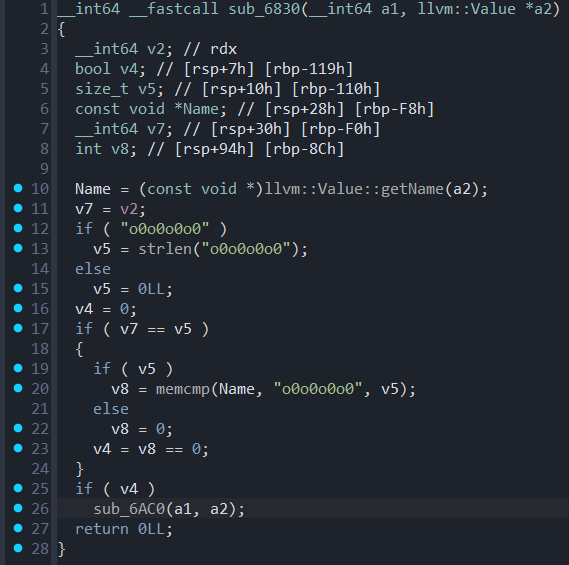 1 __int64 __fastcall sub_6830(__int64 a1, llvm::Value *a2)
2 {
3   __int64 v2; // rdx
4   bool v4; // [rsp+7h] [rbp-119h]
5   size_t v5; // [rsp+10h] [rbp-110h]
6   const void *Name; // [rsp+28h] [rbp-F8h]
7   __int64 v7; // [rsp+30h] [rbp-F0h]
8   int v8; // [rsp+94h] [rbp-8Ch]
9
10   Name = (const void *)llvm::Value::getName(a2);
11   v7 = v2;
12   if ( "o0o0o0o0" )
13     v5 = strlen("o0o0o0o0");
14   else
15     v5 = 0LL;
16   v4 = 0;
17   if ( v7 == v5 )
18   {
19     if ( v5 )
20       v8 = memcmp(Name, "o0o0o0o0", v5);
21     else
22       v8 = 0;
23     v4 = v8 == 0;
24   }
25   if ( v4 )
26     sub_6AC0(a1, a2);
27   return 0LL;
28 }